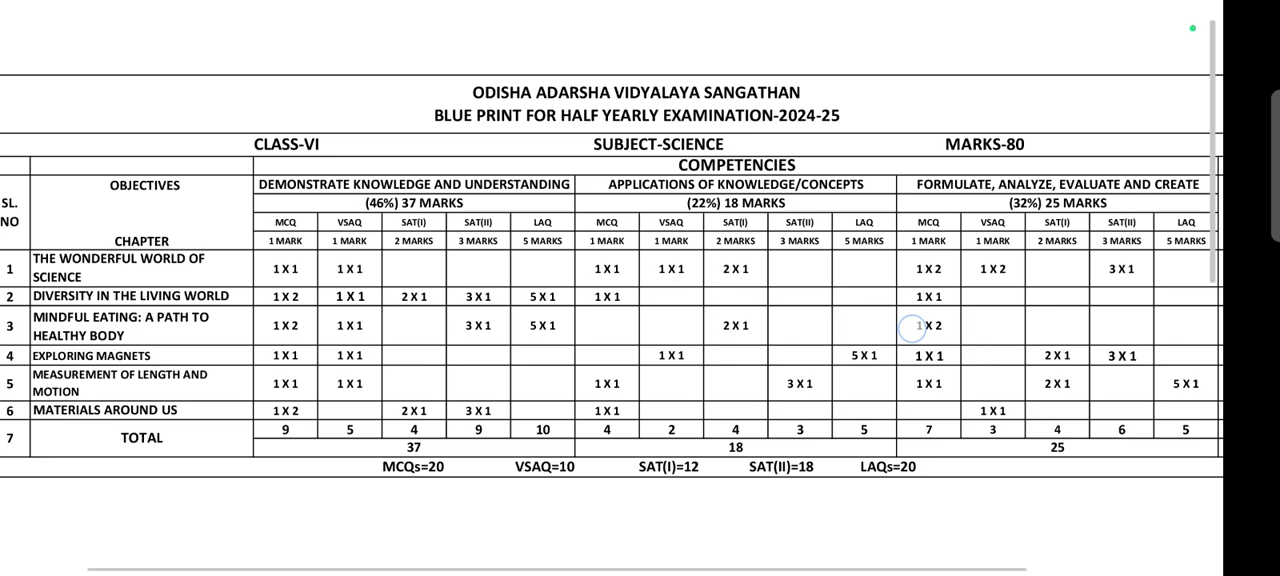 ODISHA ADARSHA VIDYALAYA SANGATHAN
BLUE PRINT FOR HALF YEARLY EXAMINATION-2024-25
CLASS-VI SUBJECT-SCIENCE MARKS-80
COMPETENCIES
SL. NO OBJECTIVES CHAPTER DEMONSTRATE KNOWLEDGE AND UNDERSTANDING APPLICATIONS OF KNOWLEDGE/CONCEPTS FORMULATE, ANALYZE, EVALUATE AND CREATE
(46%) 37 MARKS (22%) 18 MARKS (32%) 25 MARKS
MCQ VSAQ SAT(I) SAT(II) LAQ MCQ VSAQ SAT(I) SAT(II) LAQ MCQ VSAQ SAT(I) SAT(II) LAQ
1 MARK 1 MARK 2 MARKS 3 MARKS 5 MARKS 1 MARK 1 MARK 2 MARKS 3 MARKS 5 MARKS 1 MARK 1 MARK 2 MARKS 3 MARKS 5 MARKS
1 THE WONDERFUL WORLD OF SCIENCE 1 X 1 1 X 1 1 X 1 1 X 1 2 X 1 1 X 2 1 X 2 3 X 1
2 DIVERSITY IN THE LIVING WORLD 1 X 2 1 X 1 2 X 1 3 X 1 5 X 1 1 X 1 1 X 1
3 MINDFUL EATING: A PATH TO HEALTHY BODY 1 X 2 1 X 1 3 X 1 5 X 1 2 X 1 1 X 2
4 EXPLORING MAGNETS 1 X 1 1 X 1 1 X 1 5 X 1 1 X 1 2 X 1 3 X 1
5 MEASUREMENT OF LENGTH AND MOTION 1 X 1 1 X 1 1 X 1 3 X 1 1 X 1 2 X 1 5 X 1
6 MATERIALS AROUND US 1 X 2 2 X 1 3 X 1 1 X 1 1 X 1
7 TOTAL 9 5 4 9 10 4 2 4 3 5 7 3 4 6 5
37 18 25
MCQs=20 VSAQ=10 SAT(I)=12 SAT(II)=18 LAQs=20